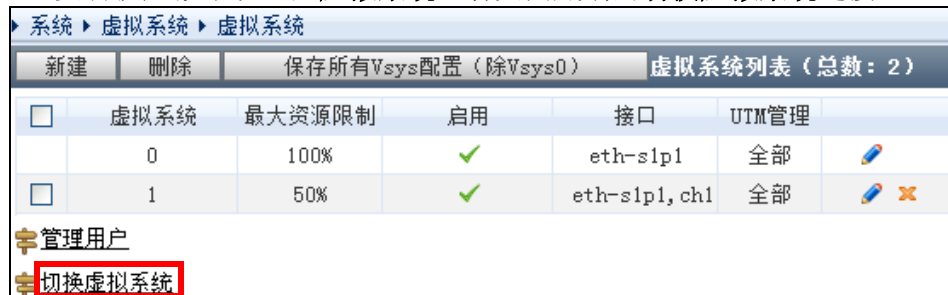 系统 虚拟系统 虚拟系统
新建 删除 保存所有Vsys配置（除Vsys0） 虚拟系统列表（总数：2）
虚拟系统 最大资源限制 启用 接口 UTM管理
0 100% eth-s1p1 全部
1 50% eth-s1p1,ch1 全部
管理用户
切换虚拟系统